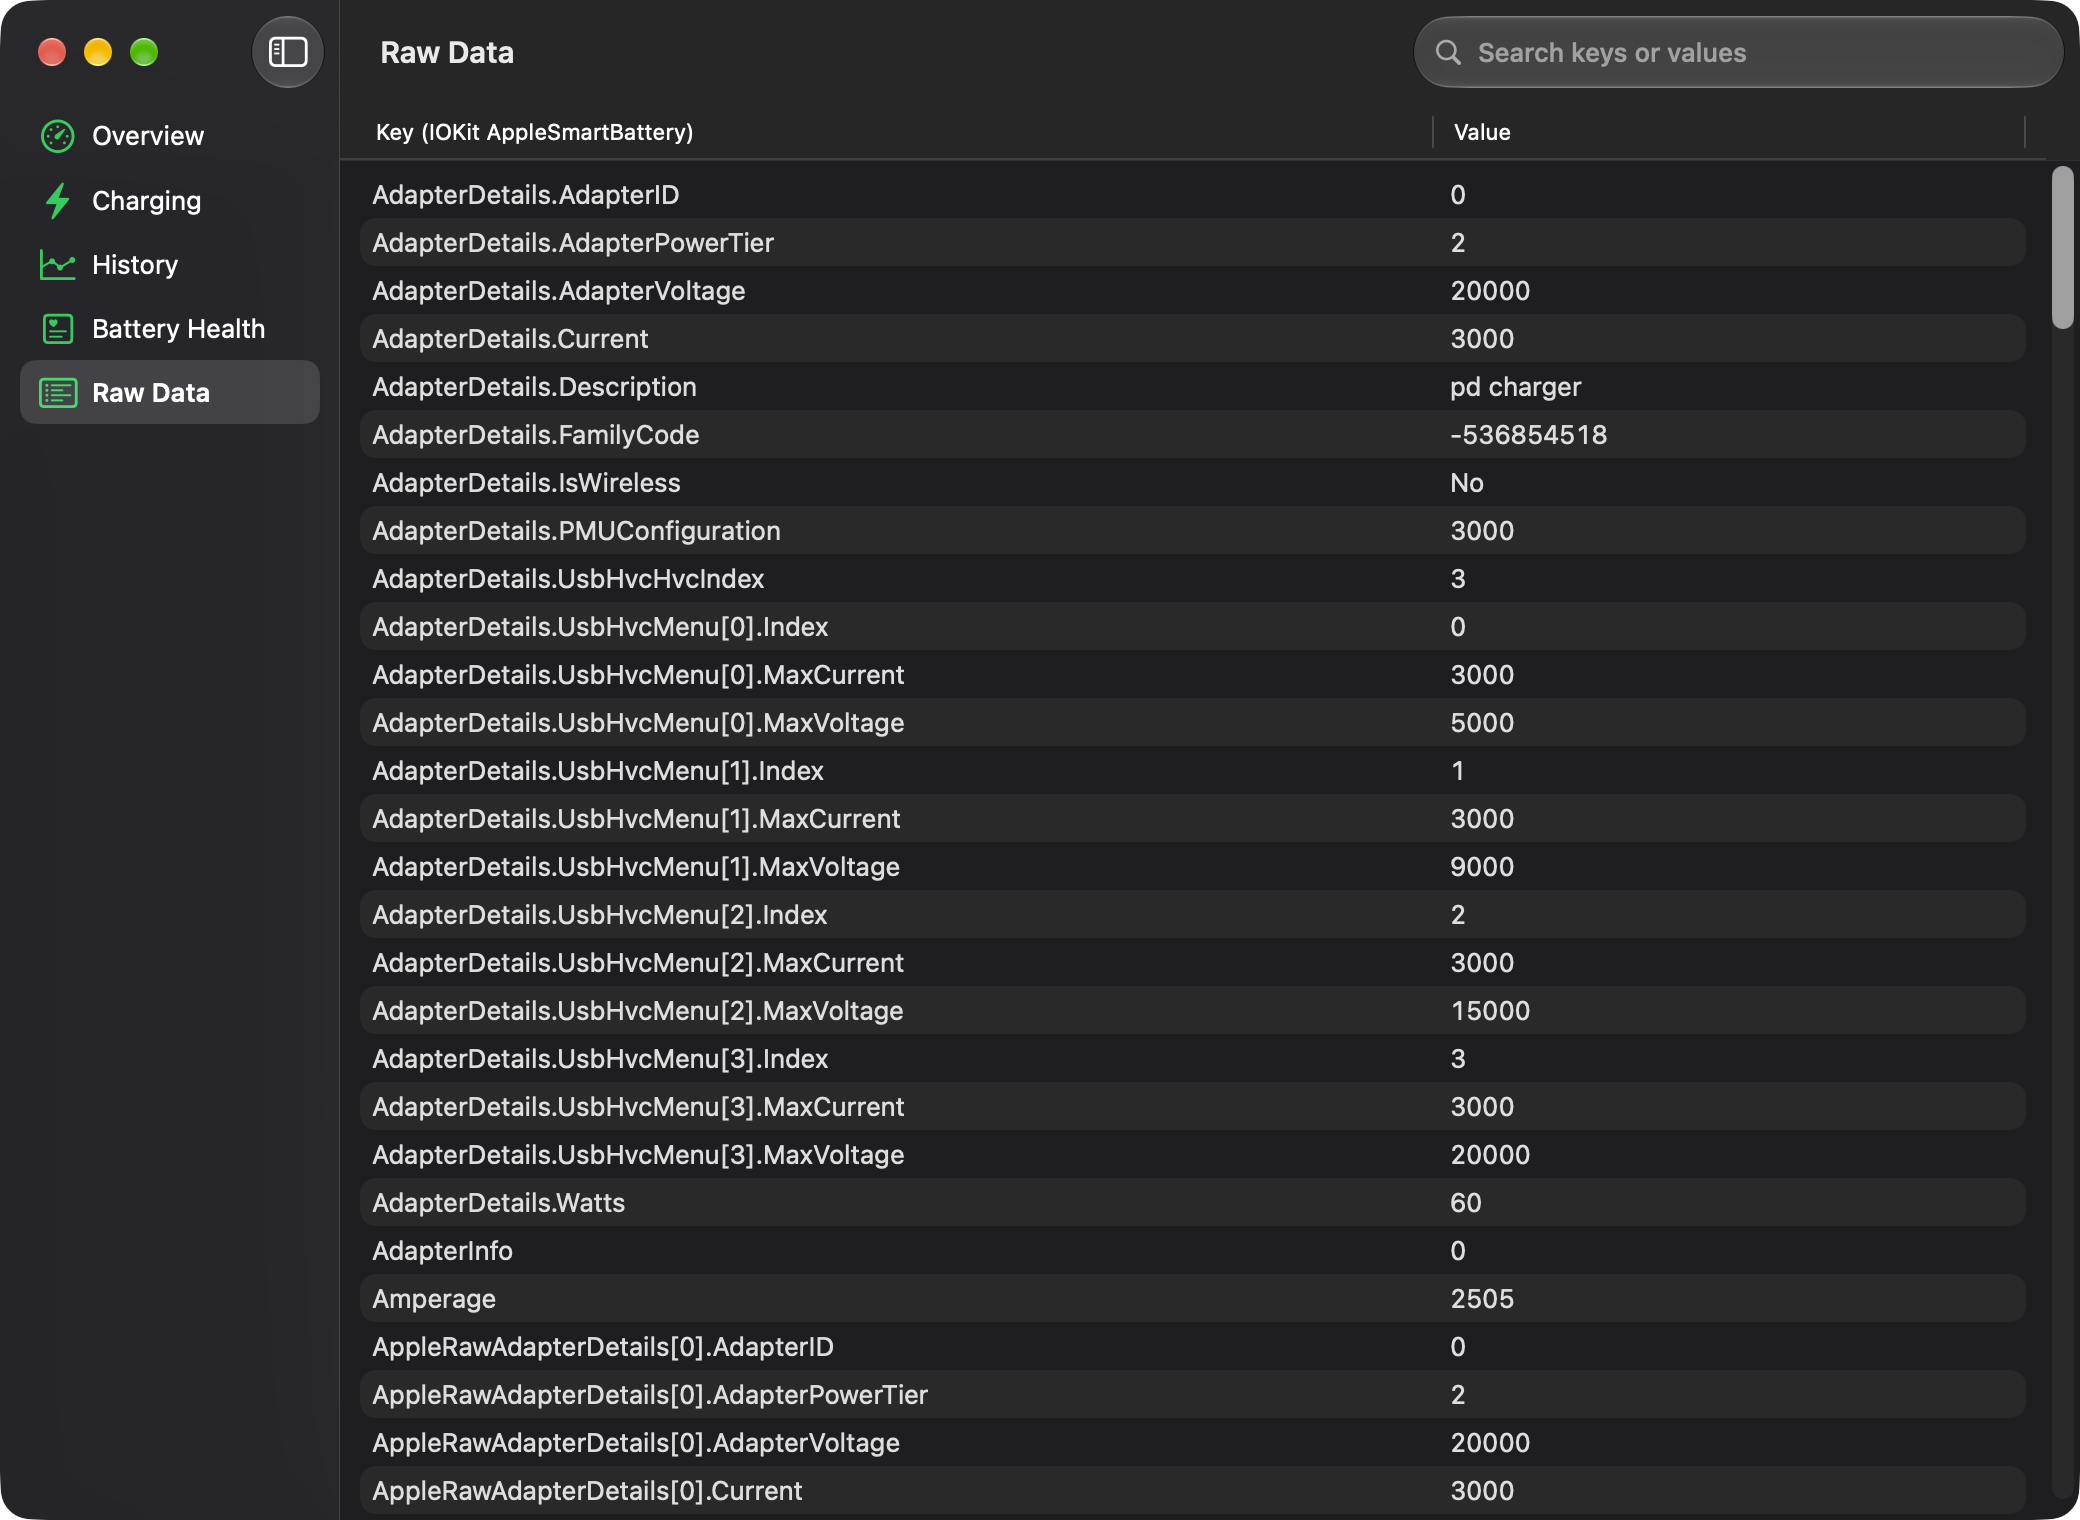 Raw Data
Search keys or values
Overview
Charging
History
Battery Health
Raw Data
Key (IOKit AppleSmartBattery) Value
AdapterDetails.AdapterID 0
AdapterDetails.AdapterPowerTier 2
AdapterDetails.AdapterVoltage 20000
AdapterDetails.Current 3000
AdapterDetails.Description pd charger
AdapterDetails.FamilyCode -536854518
AdapterDetails.IsWireless No
AdapterDetails.PMUConfiguration 3000
AdapterDetails.UsbHvcHvcIndex 3
AdapterDetails.UsbHvcMenu[0].Index 0
AdapterDetails.UsbHvcMenu[0].MaxCurrent 3000
AdapterDetails.UsbHvcMenu[0].MaxVoltage 5000
AdapterDetails.UsbHvcMenu[1].Index 1
AdapterDetails.UsbHvcMenu[1].MaxCurrent 3000
AdapterDetails.UsbHvcMenu[1].MaxVoltage 9000
AdapterDetails.UsbHvcMenu[2].Index 2
AdapterDetails.UsbHvcMenu[2].MaxCurrent 3000
AdapterDetails.UsbHvcMenu[2].MaxVoltage 15000
AdapterDetails.UsbHvcMenu[3].Index 3
AdapterDetails.UsbHvcMenu[3].MaxCurrent 3000
AdapterDetails.UsbHvcMenu[3].MaxVoltage 20000
AdapterDetails.Watts 60
AdapterInfo 0
Amperage 2505
AppleRawAdapterDetails[0].AdapterID 0
AppleRawAdapterDetails[0].AdapterPowerTier 2
AppleRawAdapterDetails[0].AdapterVoltage 20000
AppleRawAdapterDetails[0].Current 3000